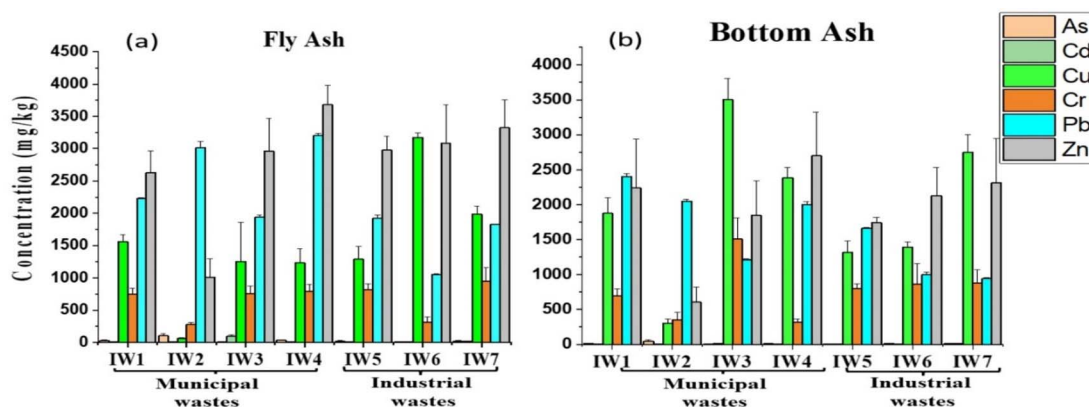 (a) Fly Ash
Concentration (mg/kg)
4500
4000
3500
3000
2500
2000
1500
1000
500
0
IW1 IW2 IW3 IW4 IW5 IW6 IW7
Municipal
wastes
Industrial
wastes
(b) Bottom Ash
4000
3500
3000
2500
2000
1500
1000
500
0
IW1 IW2 IW3 IW4 IW5 IW6 IW7
Municipal
wastes
Industrial
wastes
As
Cd
Cu
Cr
Pb
Zn